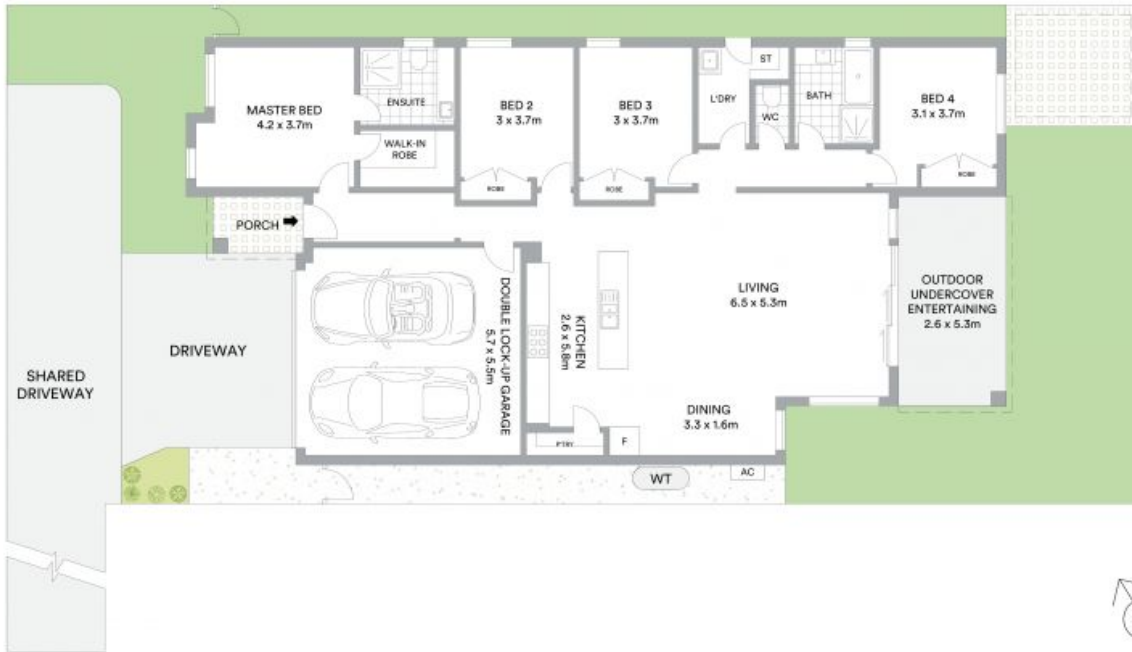 MASTER BED
4.2 x 3.7m
ENSUITE
WALK-IN
ROBE
BED 2
3 x 3.7m
ROBE
BED 3
3 x 3.7m
ROBE
L'DRY
ST
WC
BATH
BED 4
3.1 x 3.7m
ROBE
PORCH
DOUBLE LOCK-UP GARAGE
5.7 x 5.5m
KITCHEN
2.6 x 5.8m
LIVING
6.5 x 5.3m
OUTDOOR
UNDERCOVER
ENTERTAINING
2.6 x 5.3m
DRIVEWAY
SHARED
DRIVEWAY
DINING
3.3 x 1.6m
PTRY
F
WT
AC